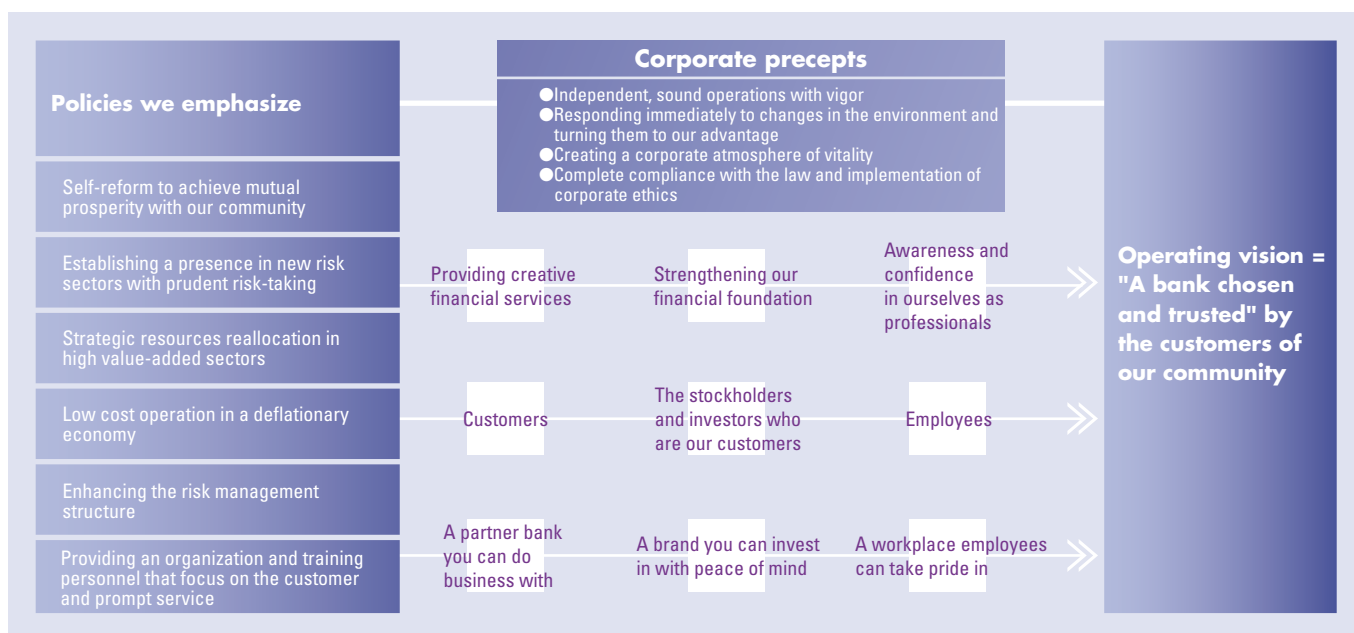 Policies we emphasize
Self-reform to achieve mutual
prosperity with our community
Establishing a presence in new risk
sectors with prudent risk-taking
Strategic resources reallocation in
high value-added sectors
Low cost operation in a deflationary
economy
Enhancing the risk management
structure
Providing an organization and training
personnel that focus on the customer
and prompt service
Corporate precepts
●Independent, sound operations with vigor
●Responding immediately to changes in the environment and
turning them to our advantage
●Creating a corporate atmosphere of vitality
●Complete compliance with the law and implementation of
corporate ethics
Providing creative
financial services
Strengthening our
financial foundation
Awareness and
confidence
in ourselves as
professionals
Customers
The stockholders
and investors who
are our customers
Employees
A partner bank
you can do
business with
A brand you can invest
in with peace of mind
A workplace employees
can take pride in
Operating vision =
"A bank chosen
and trusted" by
the customers of
our community